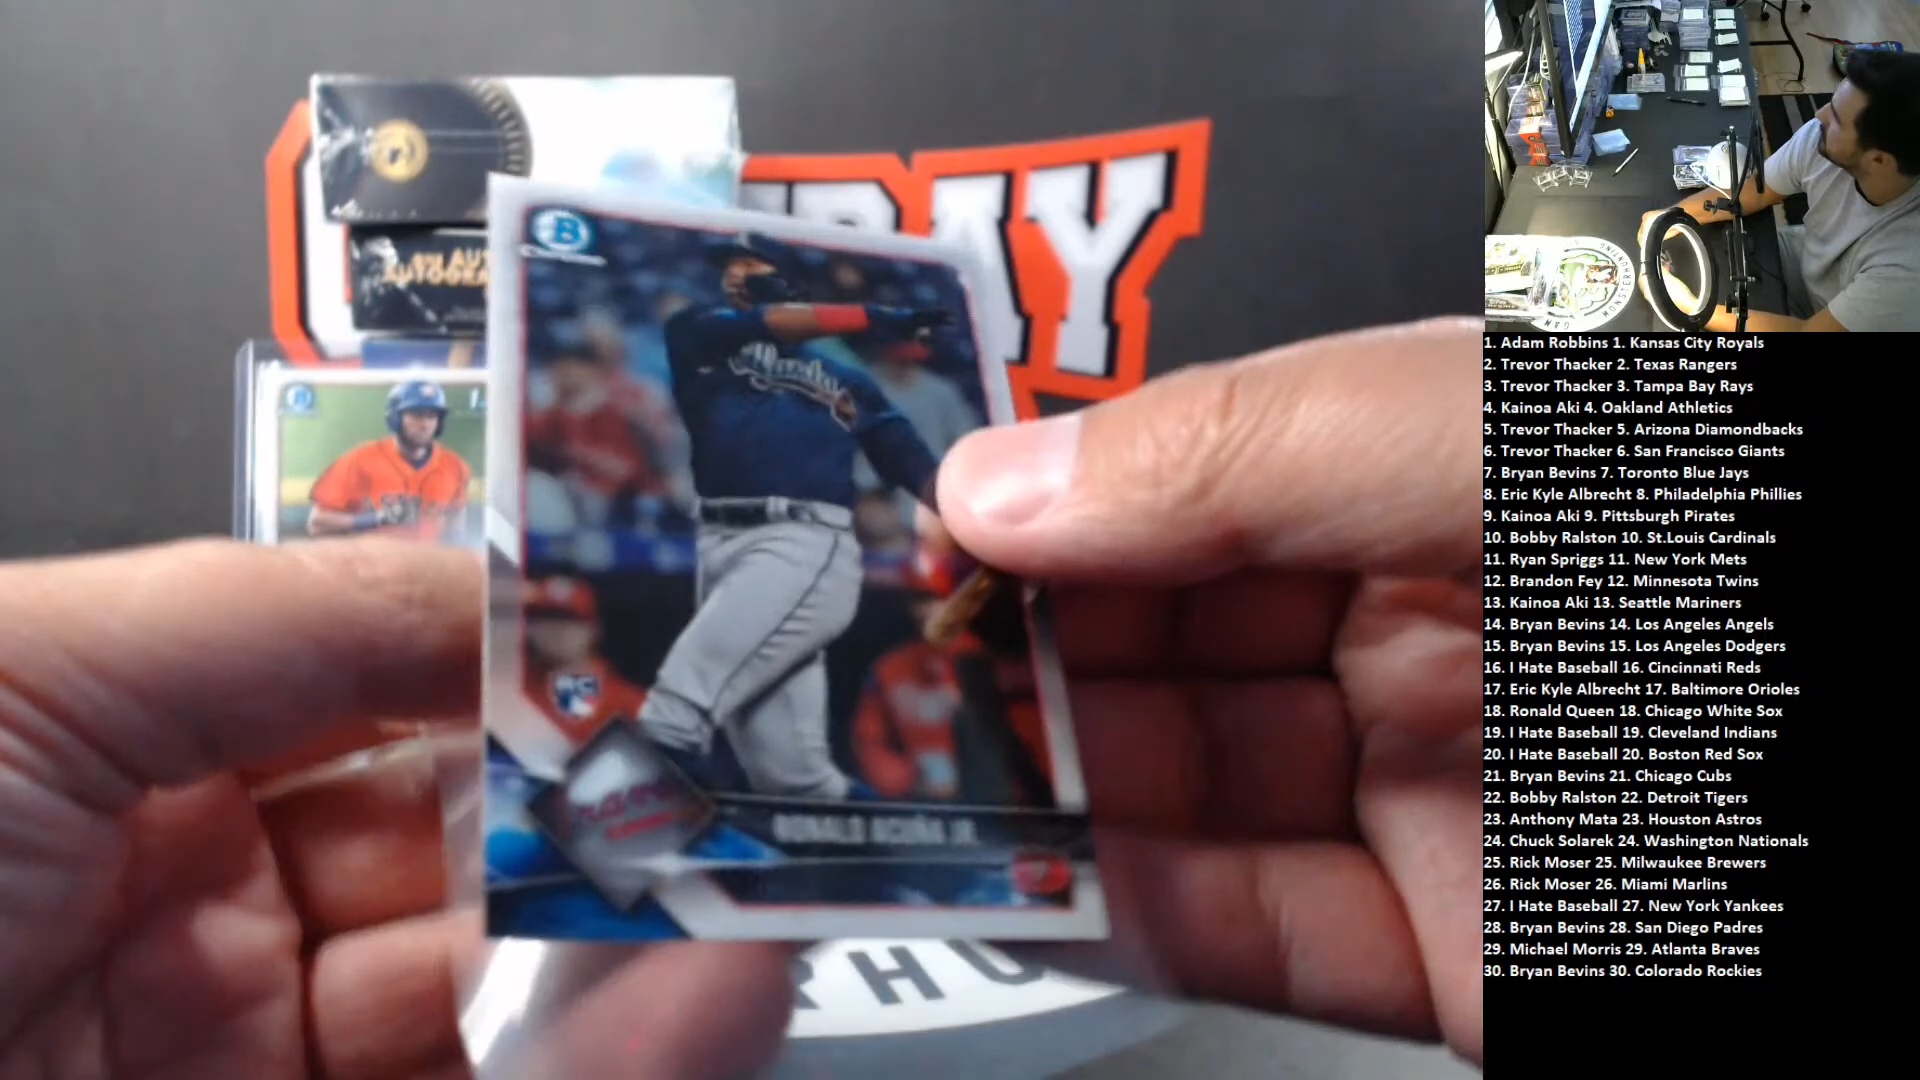 AUTOGRA
RAY
B
Atlanta
RC
Braves
RONALD ACUÑA JR.
RPHU
MONSTERHUNTING
1. Adam Robbins 1. Kansas City Royals
2. Trevor Thacker 2. Texas Rangers
3. Trevor Thacker 3. Tampa Bay Rays
4. Kainoa Aki 4. Oakland Athletics
5. Trevor Thacker 5. Arizona Diamondbacks
6. Trevor Thacker 6. San Francisco Giants
7. Bryan Bevins 7. Toronto Blue Jays
8. Eric Kyle Albrecht 8. Philadelphia Phillies
9. Kainoa Aki 9. Pittsburgh Pirates
10. Bobby Ralston 10. St.Louis Cardinals
11. Ryan Spriggs 11. New York Mets
12. Brandon Fey 12. Minnesota Twins
13. Kainoa Aki 13. Seattle Mariners
14. Bryan Bevins 14. Los Angeles Angels
15. Bryan Bevins 15. Los Angeles Dodgers
16. I Hate Baseball 16. Cincinnati Reds
17. Eric Kyle Albrecht 17. Baltimore Orioles
18. Ronald Queen 18. Chicago White Sox
19. I Hate Baseball 19. Cleveland Indians
20. I Hate Baseball 20. Boston Red Sox
21. Bryan Bevins 21. Chicago Cubs
22. Bobby Ralston 22. Detroit Tigers
23. Anthony Mata 23. Houston Astros
24. Chuck Solarek 24. Washington Nationals
25. Rick Moser 25. Milwaukee Brewers
26. Rick Moser 26. Miami Marlins
27. I Hate Baseball 27. New York Yankees
28. Bryan Bevins 28. San Diego Padres
29. Michael Morris 29. Atlanta Braves
30. Bryan Bevins 30. Colorado Rockies